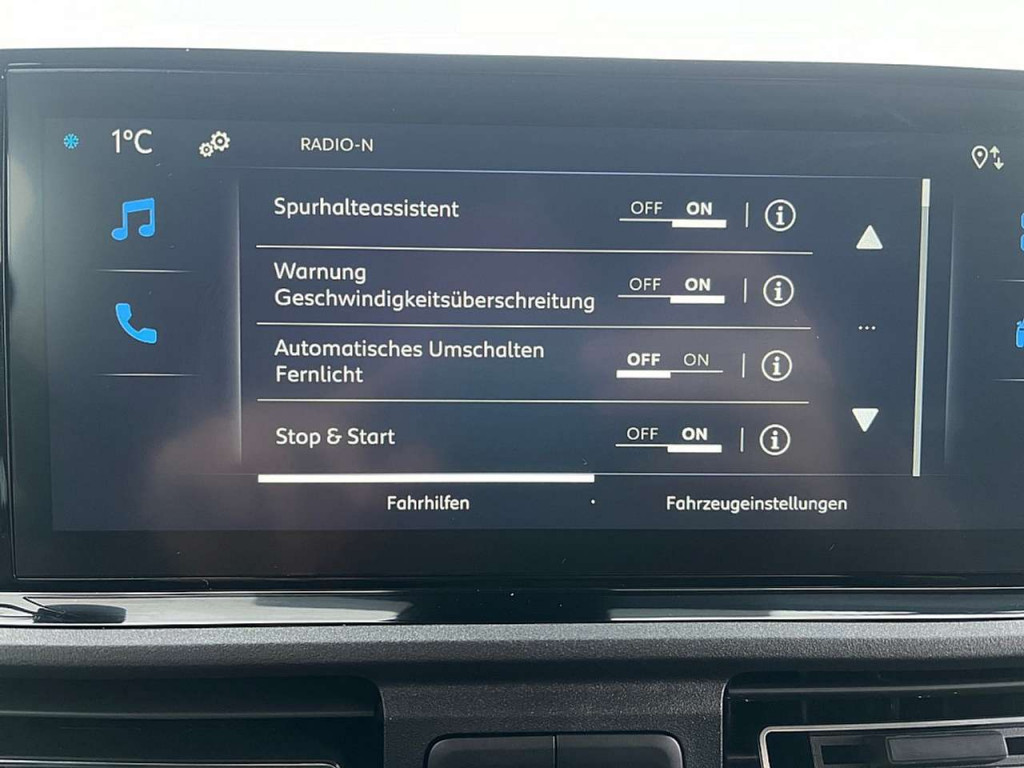 1°C
RADIO-N
Spurhalteassistent OFF ON
Warnung
Geschwindigkeitsüberschreitung OFF ON
Automatisches Umschalten
Fernlicht OFF ON
Stop & Start OFF ON
Fahrhilfen Fahrzeugeinstellungen